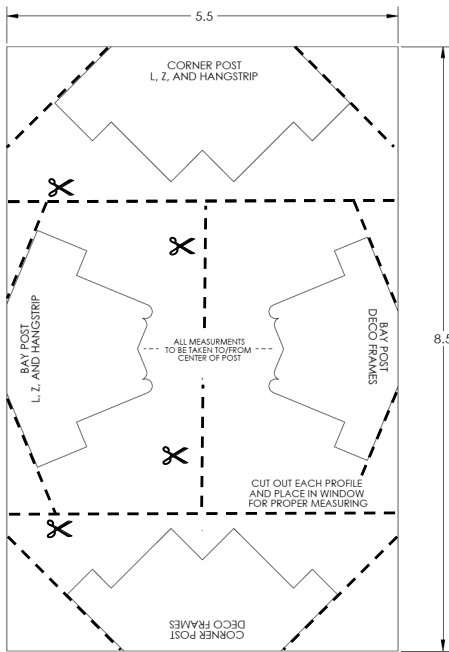 5.5
CORNER POST
L, Z, AND HANGSTRIP
8.5
BAY POST
L, Z, AND HANGSTRIP
ALL MEASURMENTS
TO BE TAKEN TO/FROM
CENTER OF POST
BAY POST
DECO FRAMES
CUT OUT EACH PROFILE
AND PLACE IN WINDOW
FOR PROPER MEASURING
CORNER POST
DECO FRAMES